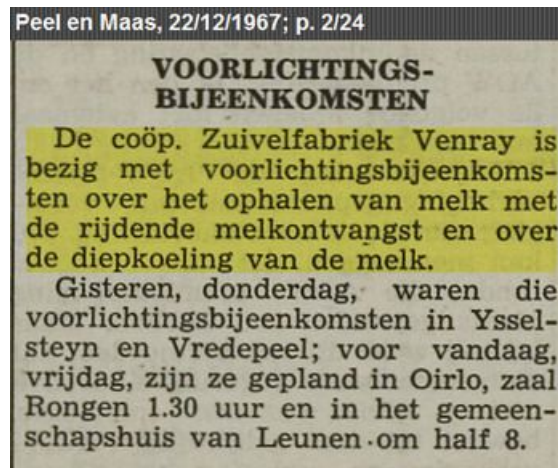 Peel en Maas, 22/12/1967; p. 2/24
VOORLICHTINGS-
BIJEENKOMSTEN
De coöp. Zuivelfabriek Venray is
bezig met voorlichtingsbijeenkoms-
ten over het ophalen van melk met
de rijdende melkontvangst en over
de diepkoeling van de melk.
Gisteren, donderdag, waren die
voorlichtingsbijeenkomsten in Yssel-
steyn en Vredepeel; voor vandaag,
vrijdag, zijn ze gepland in Oirlo, zaal
Rongen 1.30 uur en in het gemeen-
schapshuis van Leunen om half 8.